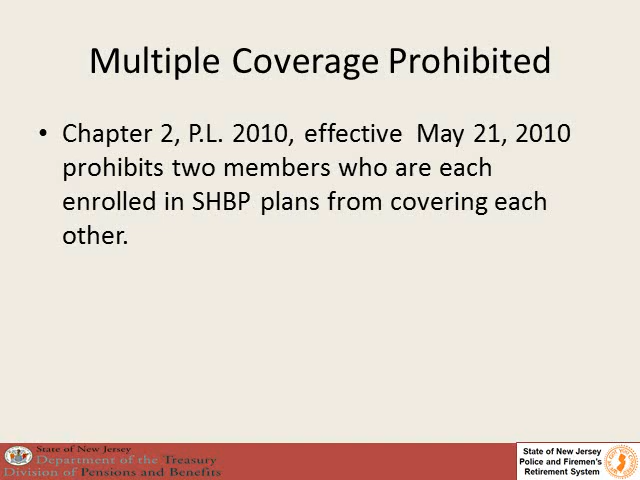 Multiple Coverage Prohibited
• Chapter 2, P.L. 2010, effective May 21, 2010
prohibits two members who are each
enrolled in SHBP plans from covering each
other.
State of New Jersey
Department of the Treasury
Division of Pensions and Benefits
State of New Jersey
Police and Firemen's
Retirement System